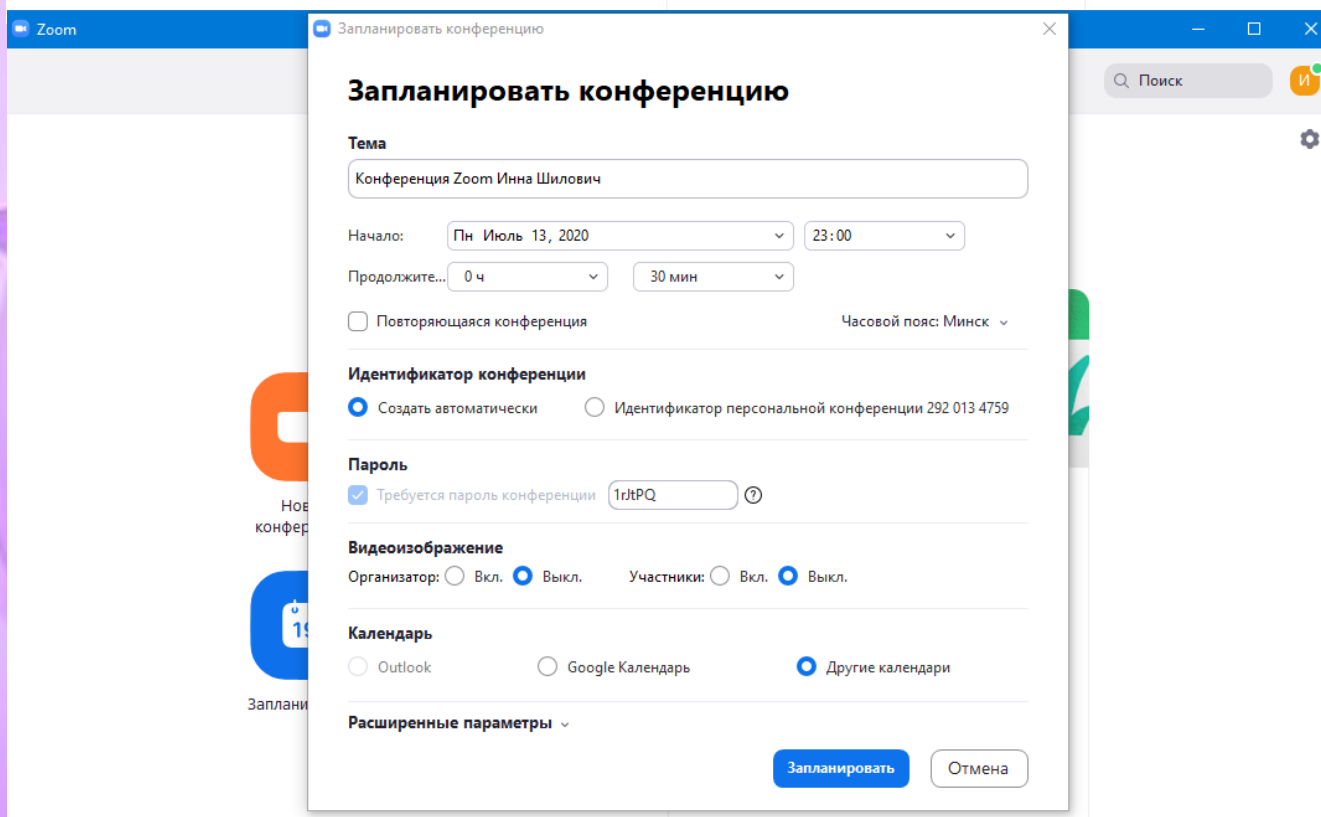 Zoom
Запланировать конференцию
Поиск
И
Запланировать конференцию
Тема
Конференция Zoom Инна Шилович
Начало: Пн Июль 13, 2020 23:00
Продолжите... 0 ч 30 мин
Повторяющаяся конференция Часовой пояс: Минск
Идентификатор конференции
Создать автоматически Идентификатор персональной конференции 292 013 4759
Пароль
Требуется пароль конференции 1rJtPQ ?
Нов
конфер
Видеоизображение
Организатор: Вкл. Выкл. Участники: Вкл. Выкл.
19
Календарь
Outlook Google Календарь Другие календари
Заплани
Расширенные параметры
Запланировать Отмена